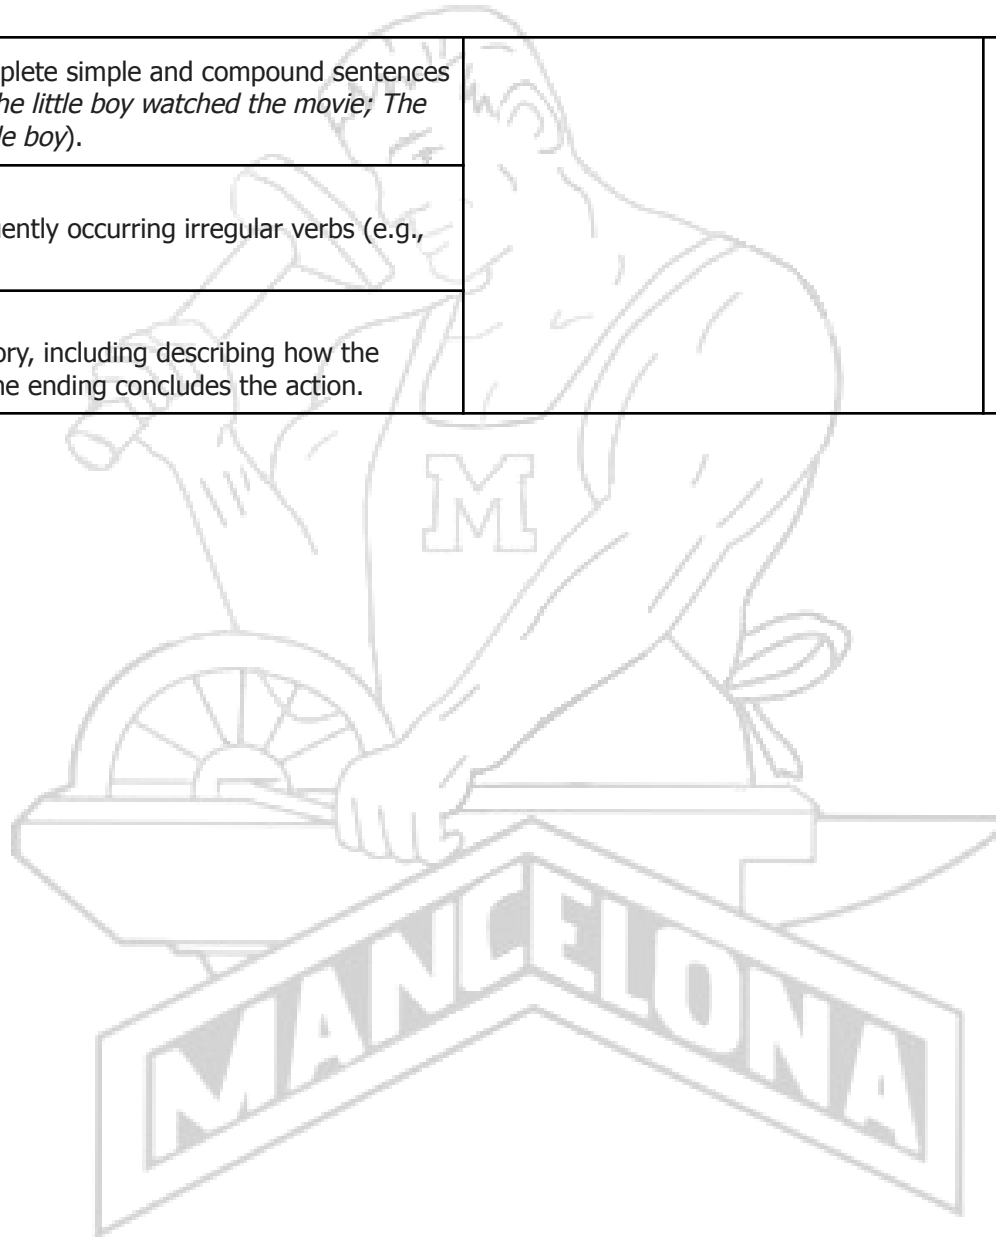 plete simple and compound sentences
he little boy watched the movie; The
le boy).
ently occurring irregular verbs (e.g.,
ory, including describing how the
he ending concludes the action.
M
MANCELONA